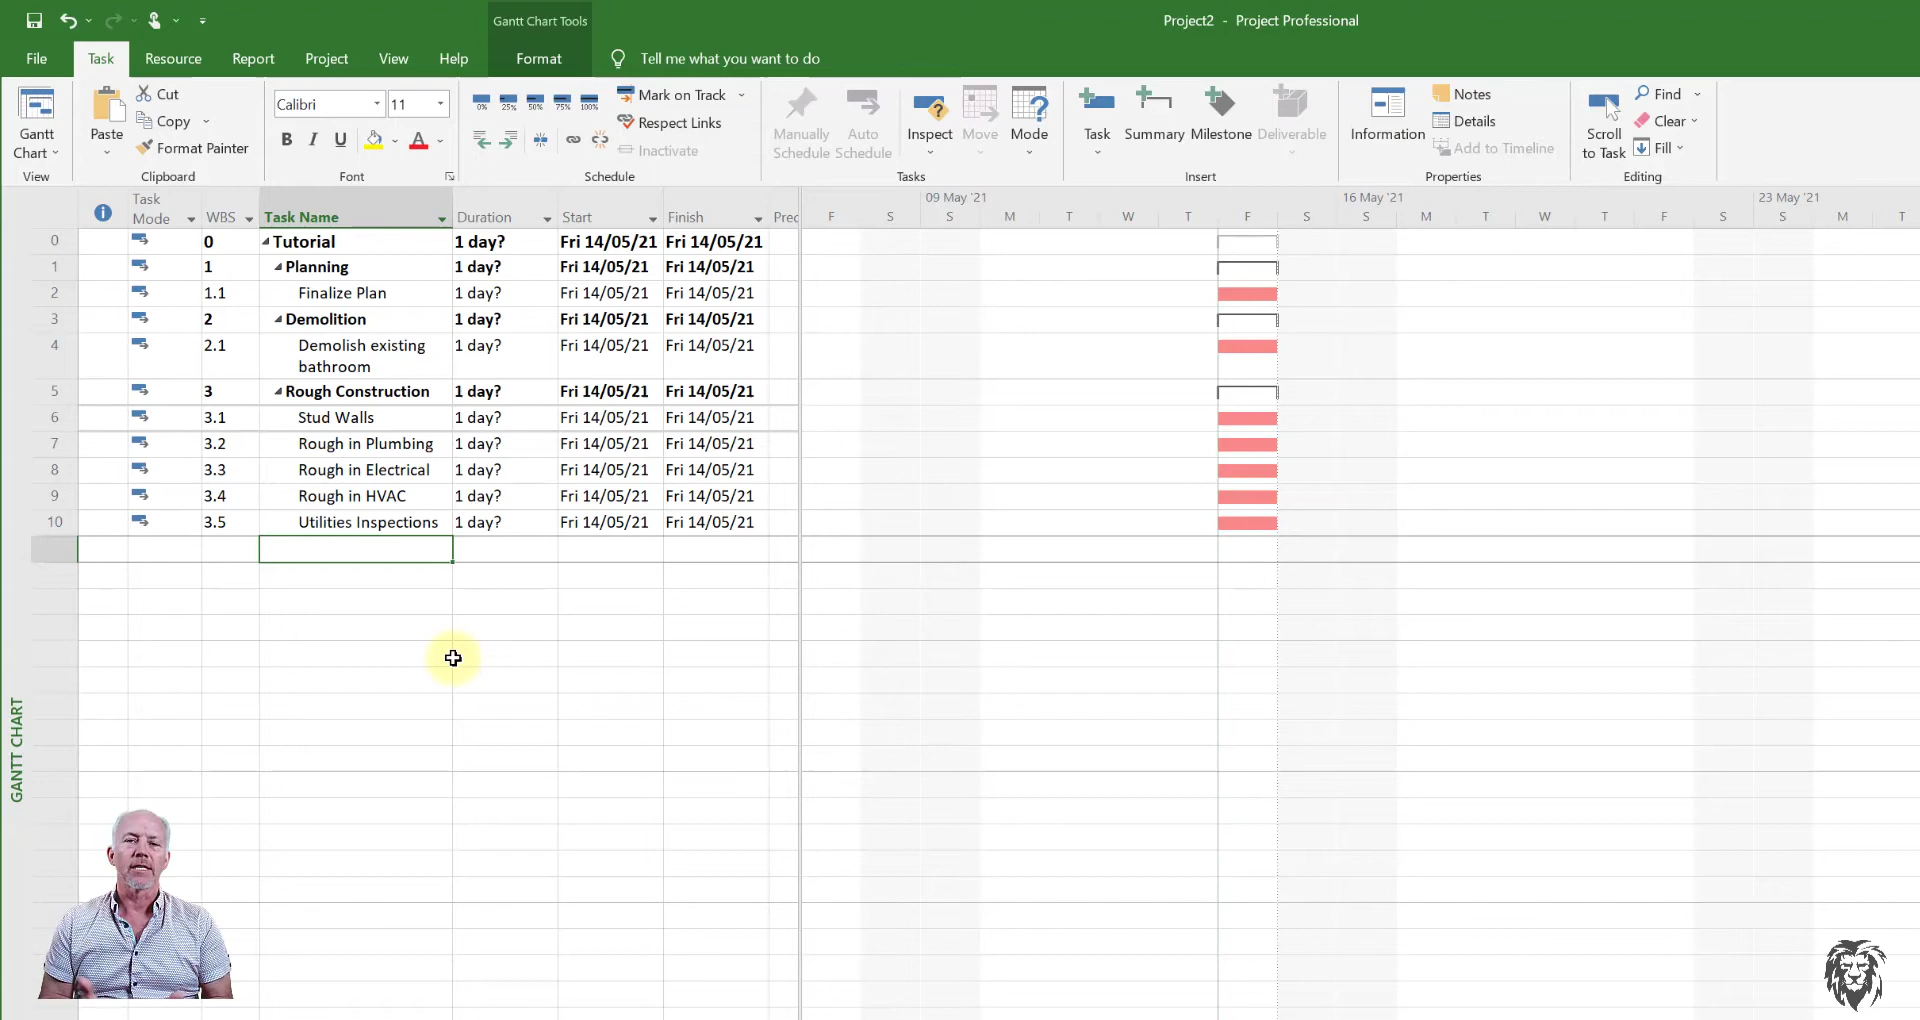 Gantt Chart Tools
Project2 - Project Professional
File Task Resource Report Project View Help Format Tell me what you want to do
Gantt Chart
View
Paste
Cut
Copy
Format Painter
Clipboard
Calibri 11
B I U A
Font
0% 25% 50% 75% 100%
Mark on Track
Respect Links
Inactivate
Schedule
Manually Schedule
Auto Schedule
Inspect
Move
Mode
Tasks
Task
Summary
Milestone
Deliverable
Insert
Information
Notes
Details
Add to Timeline
Properties
Scroll to Task
Find
Clear
Fill
Editing
Task Mode WBS Task Name Duration Start Finish Prec
09 May '21 16 May '21 23 May '21
F S S M T W T F S S M T W T F S S M T
0 0 Tutorial 1 day? Fri 14/05/21 Fri 14/05/21
1 1 Planning 1 day? Fri 14/05/21 Fri 14/05/21
2 1.1 Finalize Plan 1 day? Fri 14/05/21 Fri 14/05/21
3 2 Demolition 1 day? Fri 14/05/21 Fri 14/05/21
4 2.1 Demolish existing 1 day? Fri 14/05/21 Fri 14/05/21
bathroom
5 3 Rough Construction 1 day? Fri 14/05/21 Fri 14/05/21
6 3.1 Stud Walls 1 day? Fri 14/05/21 Fri 14/05/21
7 3.2 Rough in Plumbing 1 day? Fri 14/05/21 Fri 14/05/21
8 3.3 Rough in Electrical 1 day? Fri 14/05/21 Fri 14/05/21
9 3.4 Rough in HVAC 1 day? Fri 14/05/21 Fri 14/05/21
10 3.5 Utilities Inspections 1 day? Fri 14/05/21 Fri 14/05/21
GANTT CHART